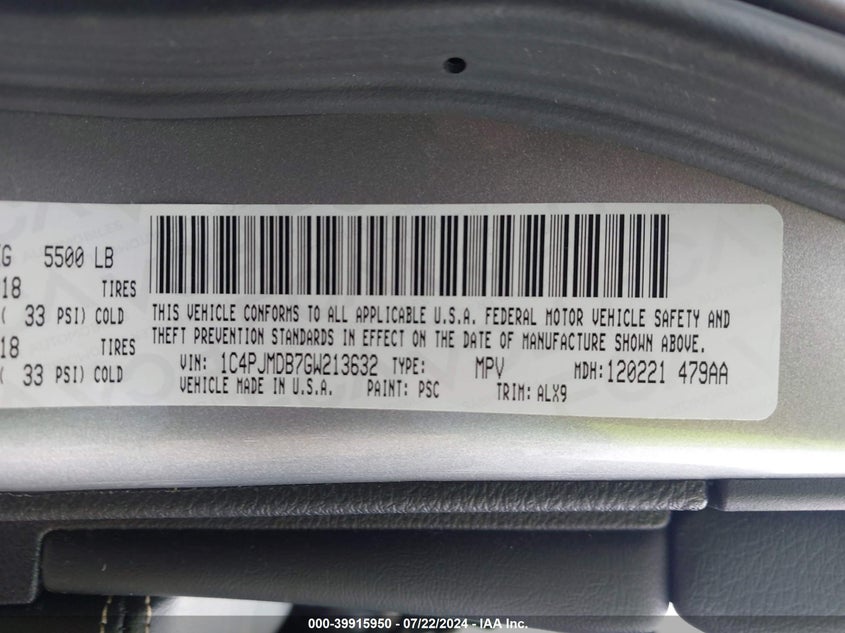 KG 5500 LB
18 TIRES
( 33 PSI) COLD
18 TIRES
( 33 PSI) COLD
THIS VEHICLE CONFORMS TO ALL APPLICABLE U.S.A. FEDERAL MOTOR VEHICLE SAFETY AND
THEFT PREVENTION STANDARDS IN EFFECT ON THE DATE OF MANUFACTURE SHOWN ABOVE.
VIN: 1C4PJMDB7GW213632 TYPE: MPV MDH:120221 479AA
VEHICLE MADE IN U.S.A. PAINT: PSC TRIM: ALX9
000-39915950 - 07/22/2024 - IAA Inc.